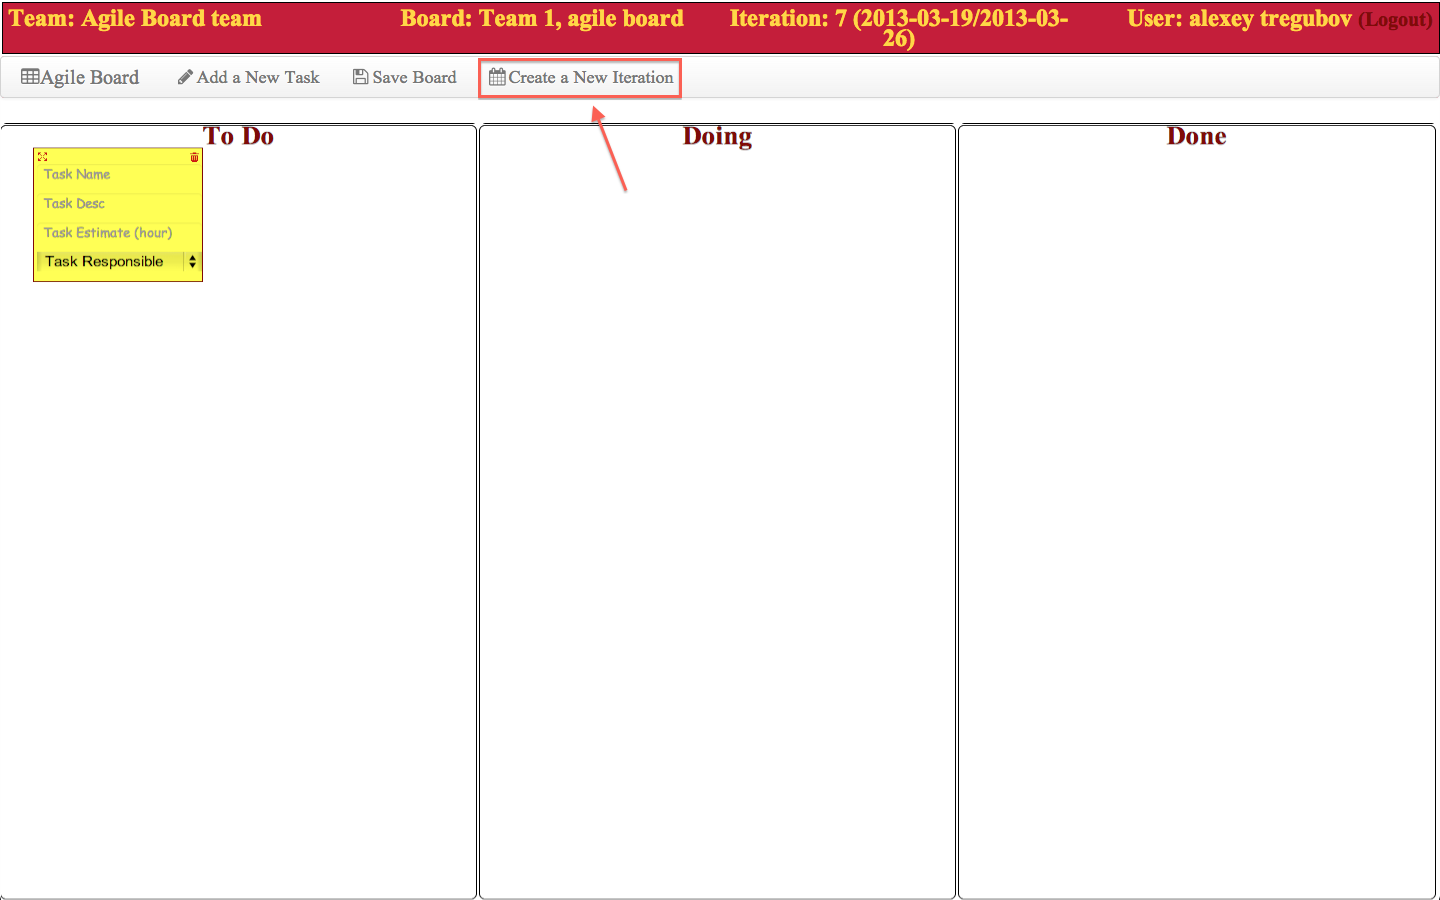 Team: Agile Board team
Board: Team 1, agile board
Iteration: 7 (2013-03-19/2013-03-
26)
User: alexey tregubov (Logout)
Agile Board
Add a New Task
Save Board
Create a New Iteration
To Do
Doing
Done
Task Name
Task Desc
Task Estimate (hour)
Task Responsible